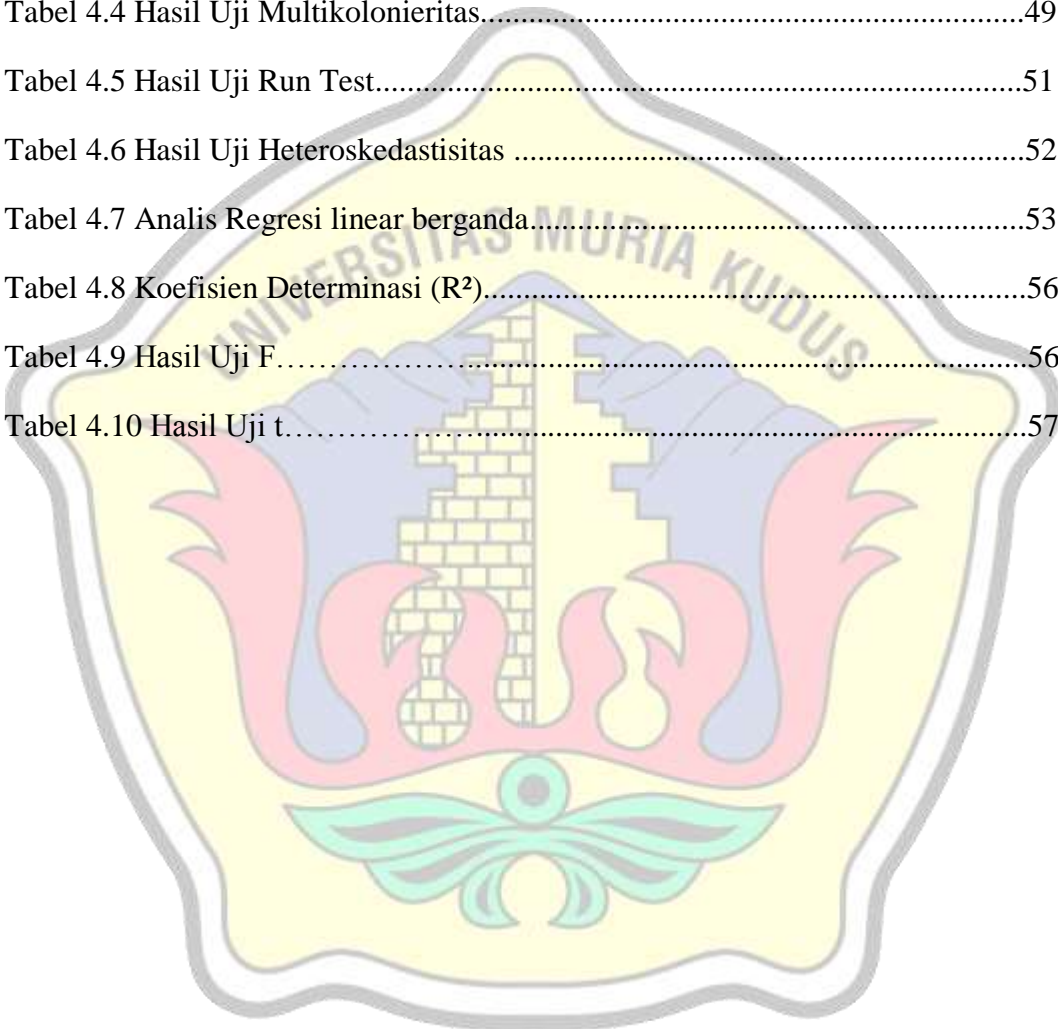 Tabel 4.4 Hasil Uji Multikolonieritas..........................................................................49
Tabel 4.5 Hasil Uji Run Test.......................................................................................51
Tabel 4.6 Hasil Uji Heteroskedastisitas ......................................................................52
Tabel 4.7 Analis Regresi linear berganda....................................................................53
Tabel 4.8 Koefisien Determinasi (R²).........................................................................56
Tabel 4.9 Hasil Uji F…………………........................................................................56
Tabel 4.10 Hasil Uji t…………………........................................................................57
UNIVERSITAS MURIA KUDUS